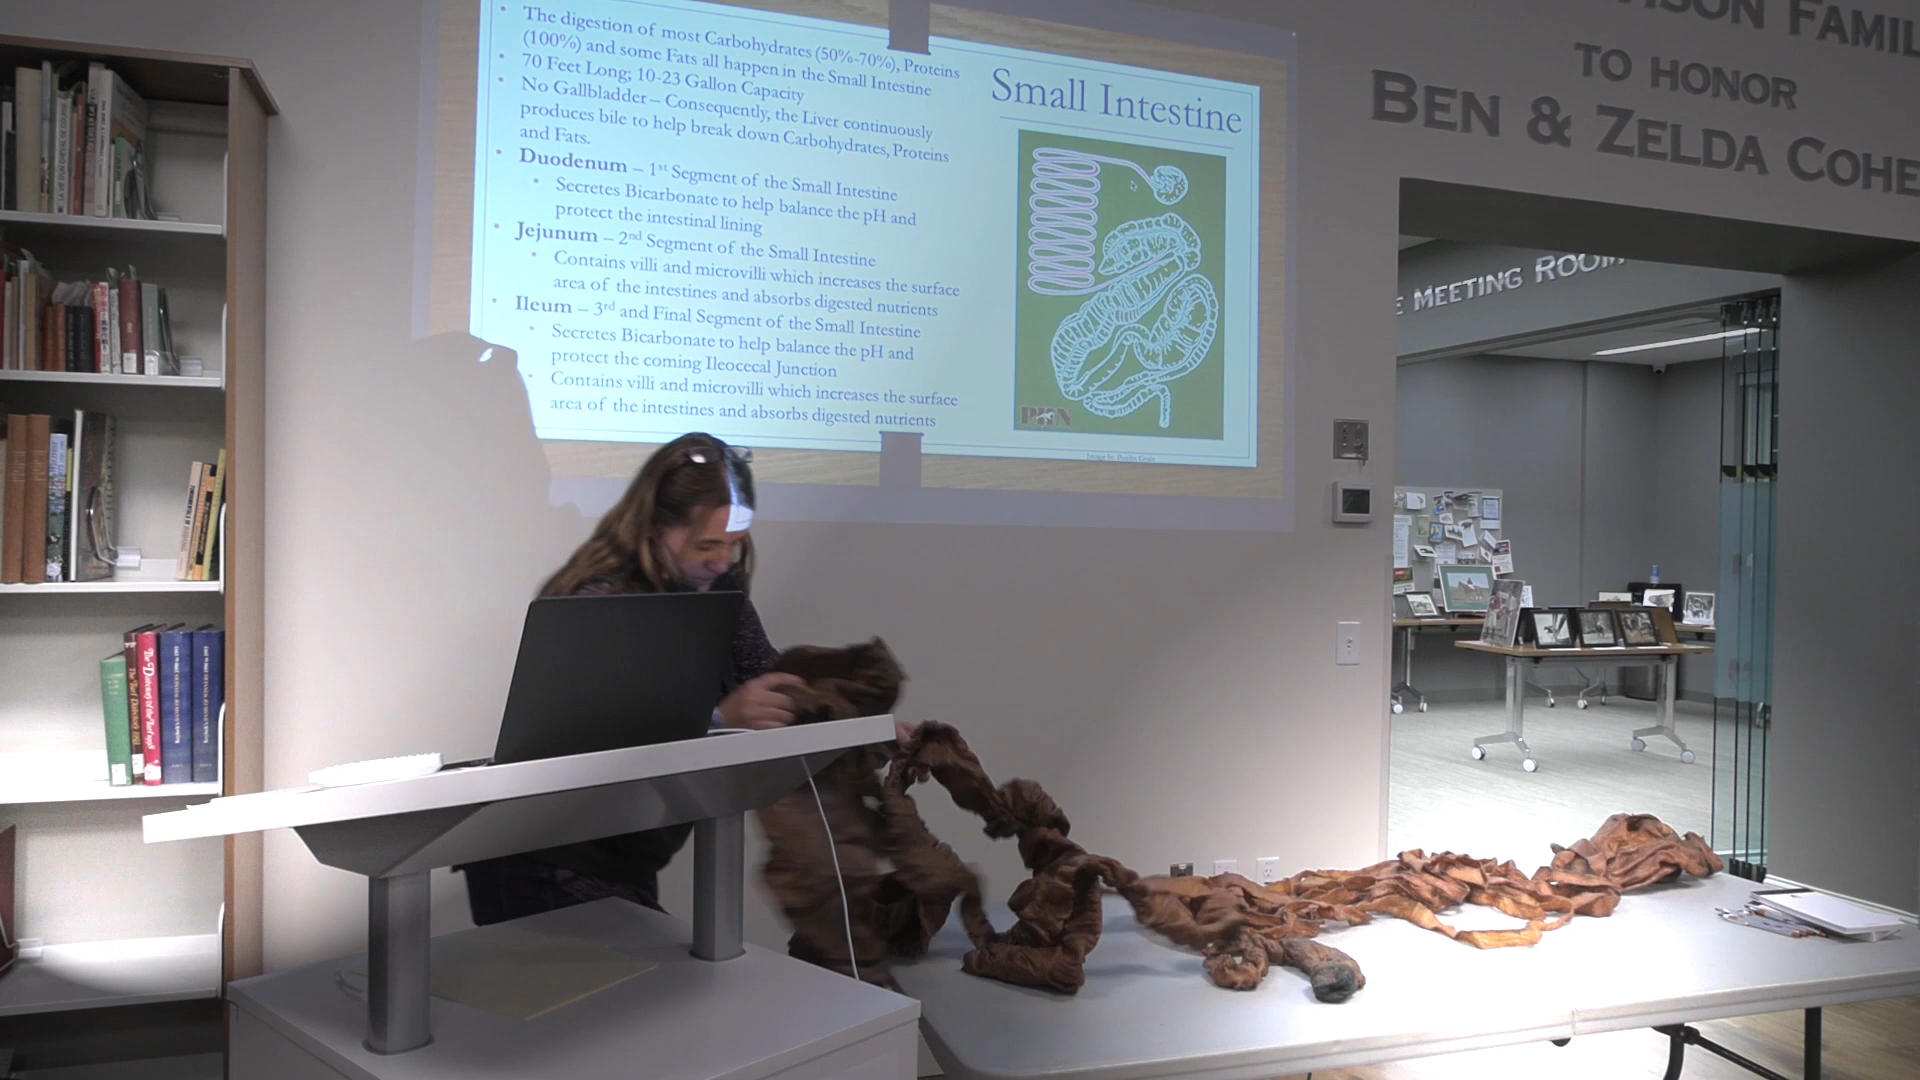 The digestion of most Carbohydrates (50%-70%), Proteins
(100%) and some Fats all happen in the Small Intestine
70 Feet Long; 10-23 Gallon Capacity
No Gallbladder – Consequently, the Liver continuously
produces bile to help break down Carbohydrates, Proteins
and Fats.
Duodenum – 1st Segment of the Small Intestine
Secretes Bicarbonate to help balance the pH and
protect the intestinal lining
Jejunum – 2nd Segment of the Small Intestine
Contains villi and microvilli which increases the surface
area of the intestines and absorbs digested nutrients
Ileum – 3rd and Final Segment of the Small Intestine
Secretes Bicarbonate to help balance the pH and
protect the coming Ileocecal Junction
Contains villi and microvilli which increases the surface
area of the intestines and absorbs digested nutrients
Small Intestine
FAMIL
TO HONOR
BEN & ZELDA COHE
MEETING ROOM